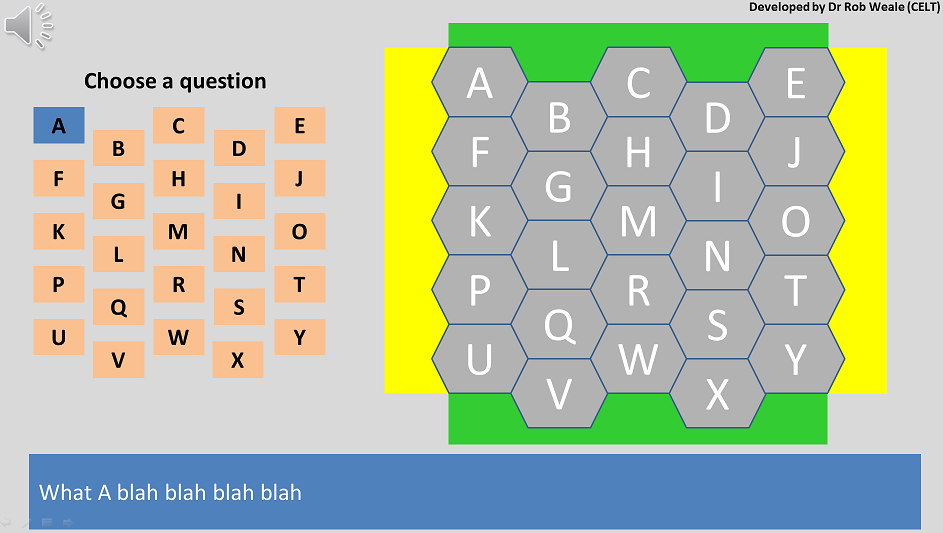 Developed by Dr Rob Weale (CELT)
Choose a question
A C E
B D
F H J
G I
K M O
L N
P R T
Q S
U W Y
V X
A C E
B D
F H J
G I
K M O
L N
P R T
Q S
U W Y
V X
What A blah blah blah blah